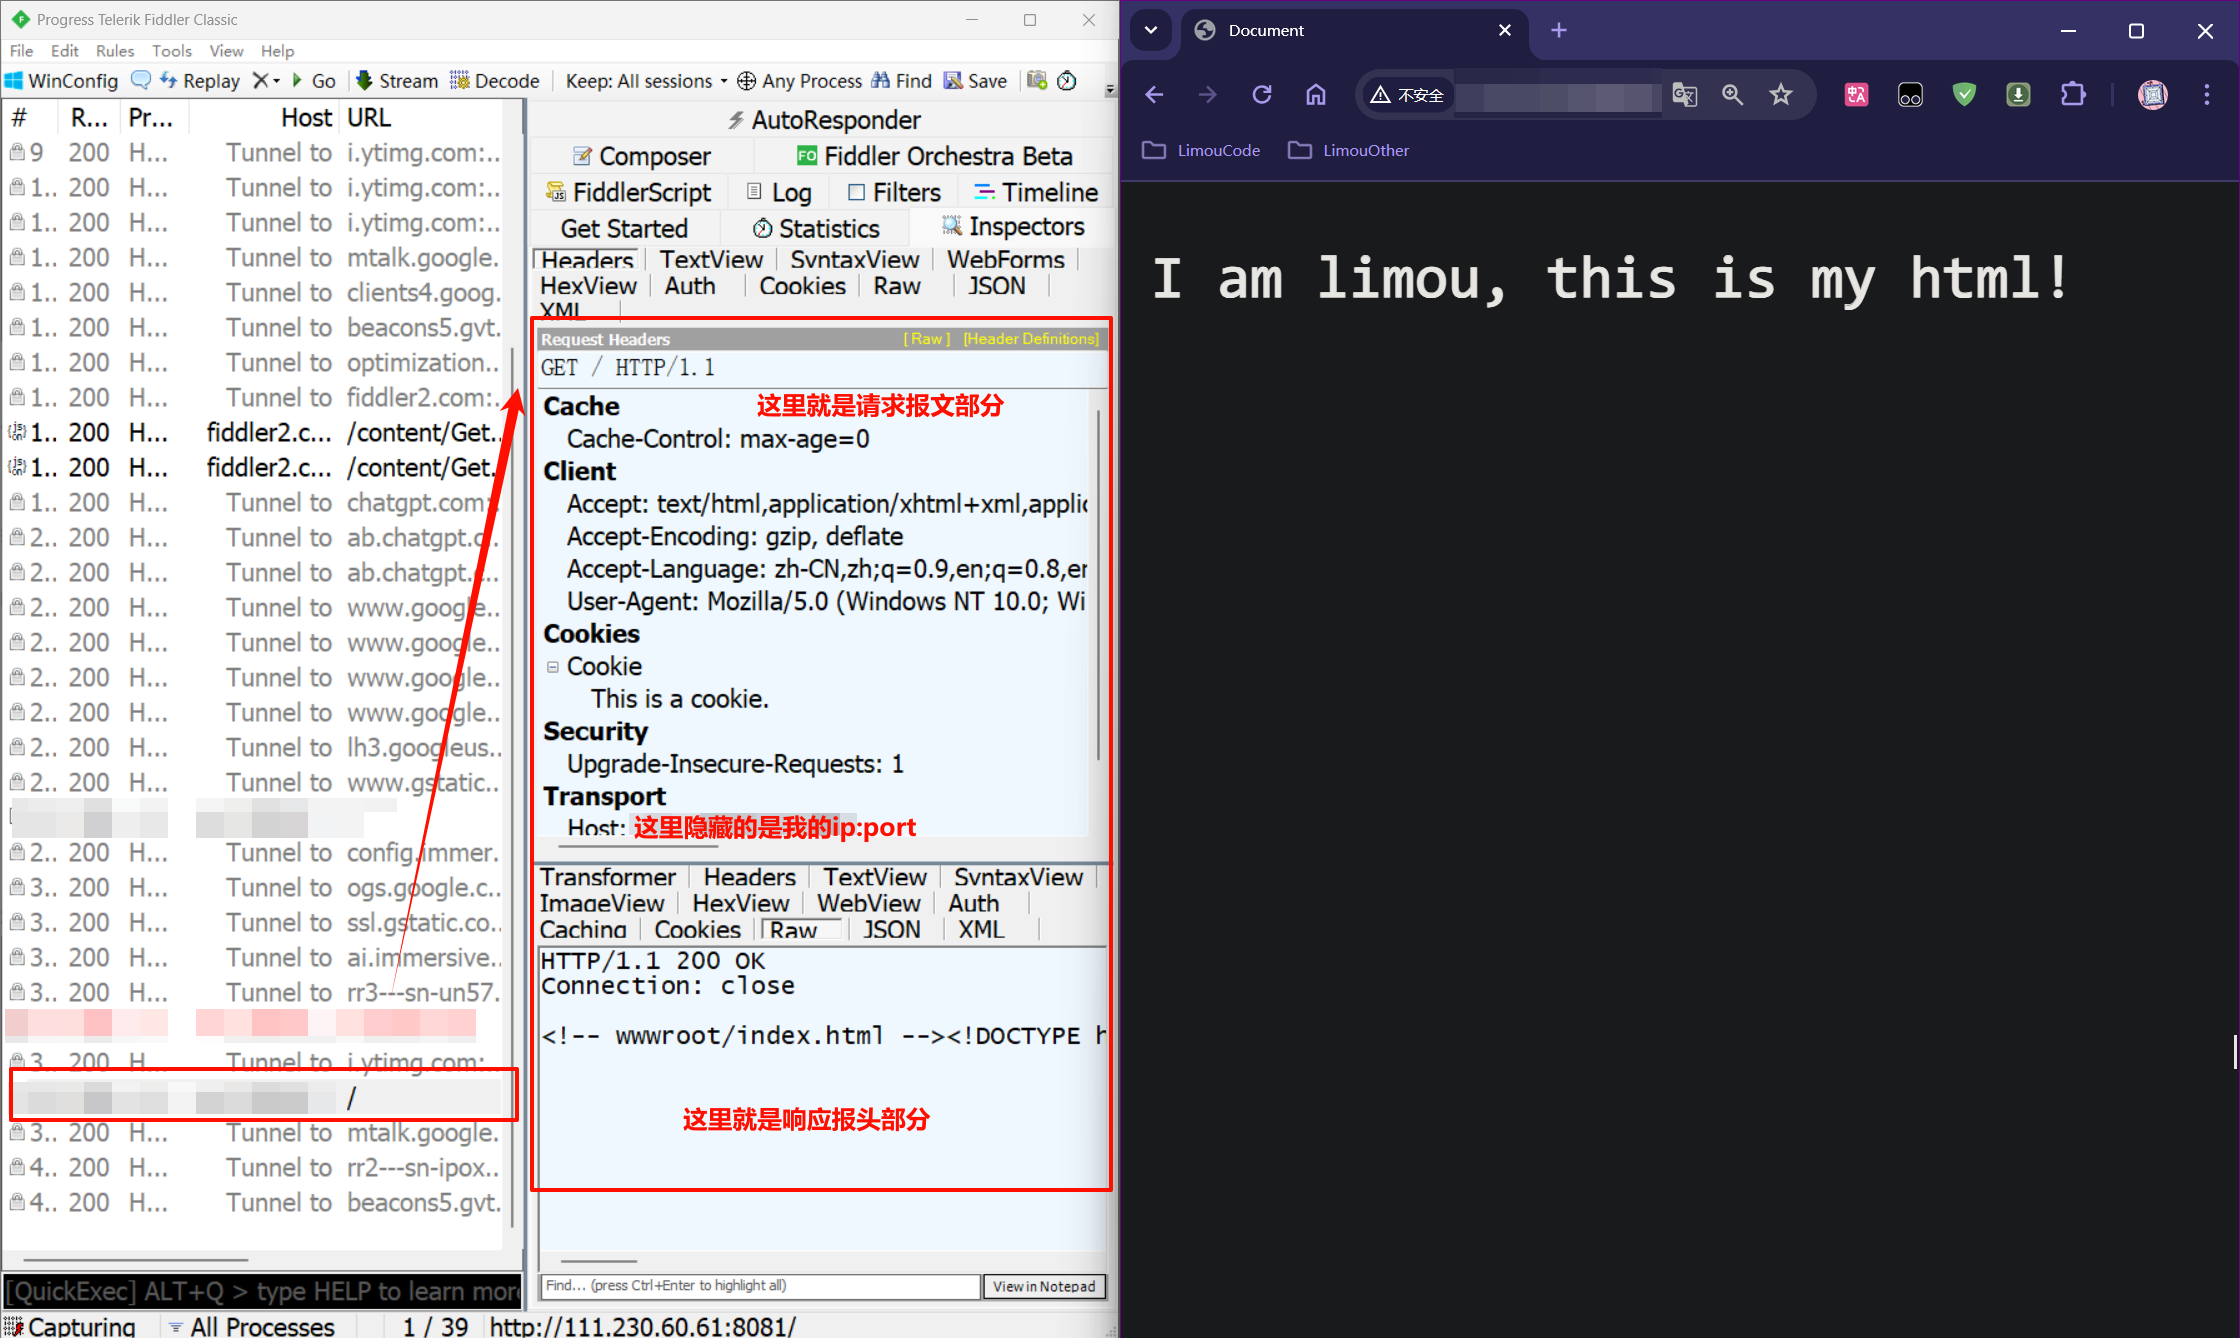 Progress Telerik Fiddler Classic
File Edit Rules Tools View Help
WinConfig Replay Go Stream Decode Keep: All sessions Any Process Find Save
# R... Pr... Host URL
9 200 H... Tunnel to i.ytimg.com:...
1.. 200 H... Tunnel to i.ytimg.com:...
1.. 200 H... Tunnel to i.ytimg.com:...
1.. 200 H... Tunnel to mtalk.google.
1.. 200 H... Tunnel to clients4.goog.
1.. 200 H... Tunnel to beacons5.gvt.
1.. 200 H... Tunnel to optimization...
1.. 200 H... Tunnel to fiddler2.com:.
1.. 200 H... fiddler2.c... /content/Get..
1.. 200 H... fiddler2.c... /content/Get.
1.. 200 H... Tunnel to chatgpt.com:
2.. 200 H... Tunnel to ab.chatgpt.c.
2.. 200 H... Tunnel to ab.chatgpt.c..
2.. 200 H... Tunnel to www.google..
2.. 200 H... Tunnel to www.google..
2.. 200 H... Tunnel to www.google..
2.. 200 H... Tunnel to www.google..
2.. 200 H... Tunnel to lh3.googleus..
2.. 200 H... Tunnel to www.gstatic..
2.. 200 H... Tunnel to config.immer.
3.. 200 H... Tunnel to ogs.google.c..
3.. 200 H... Tunnel to ssl.gstatic.co..
3.. 200 H... Tunnel to ai.immersive..
3.. 200 H... Tunnel to rr3---sn-un57.
3.. 200 H... Tunnel to i.ytimg.com:...
/
3.. 200 H... Tunnel to mtalk.google.
4.. 200 H... Tunnel to rr2---sn-ipox..
4.. 200 H... Tunnel to beacons5.gvt.
[QuickExec] ALT+Q > type HELP to learn more
Capturing All Processes 1 / 39 http://111.230.60.61:8081/
AutoResponder
Composer FO Fiddler Orchestra Beta
FiddlerScript Log Filters Timeline
Get Started Statistics Inspectors
Headers TextView SyntaxView WebForms
HexView Auth Cookies Raw JSON
XML
Request Headers [ Raw ] [Header Definitions]
GET / HTTP/1.1
这里就是请求报文部分
Cache
Cache-Control: max-age=0
Client
Accept: text/html,application/xhtml+xml,applic
Accept-Encoding: gzip, deflate
Accept-Language: zh-CN,zh;q=0.9,en;q=0.8,en
User-Agent: Mozilla/5.0 (Windows NT 10.0; Wi
Cookies
Cookie
This is a cookie.
Security
Upgrade-Insecure-Requests: 1
Transport
Host: 这里隐藏的是我的ip:port
Transformer Headers TextView SyntaxView
ImageView HexView WebView Auth
Caching Cookies Raw JSON XML
HTTP/1.1 200 OK
Connection: close
<!-- wwwroot/index.html --><!DOCTYPE h
这里就是响应报头部分
Find... (press Ctrl+Enter to highlight all) View in Notepad
Document
不安全
LimouCode LimouOther
I am limou, this is my html!